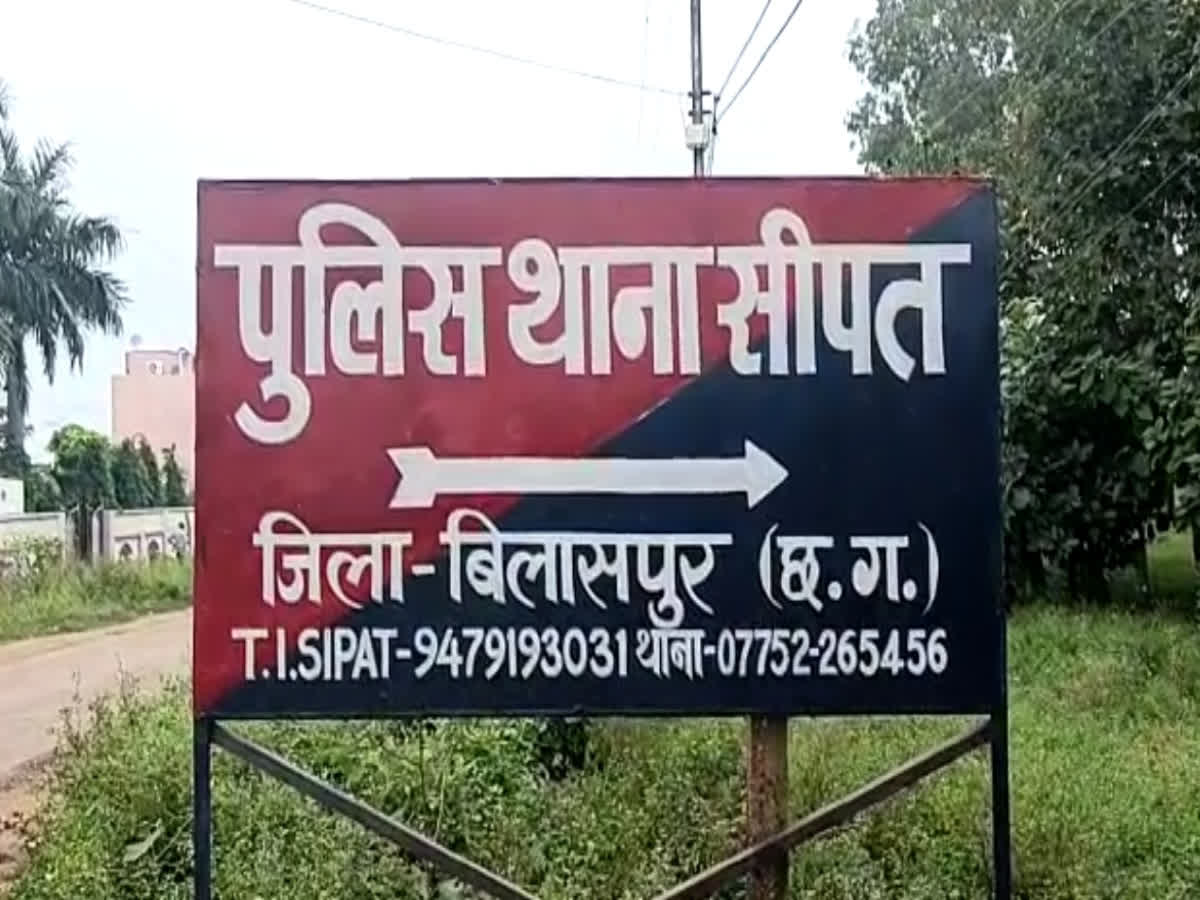 पुलिस थाना सीपत
जिला - बिलासपुर (छ.ग.)
T.I.SIPAT-9479193031 थाना-07752-265456